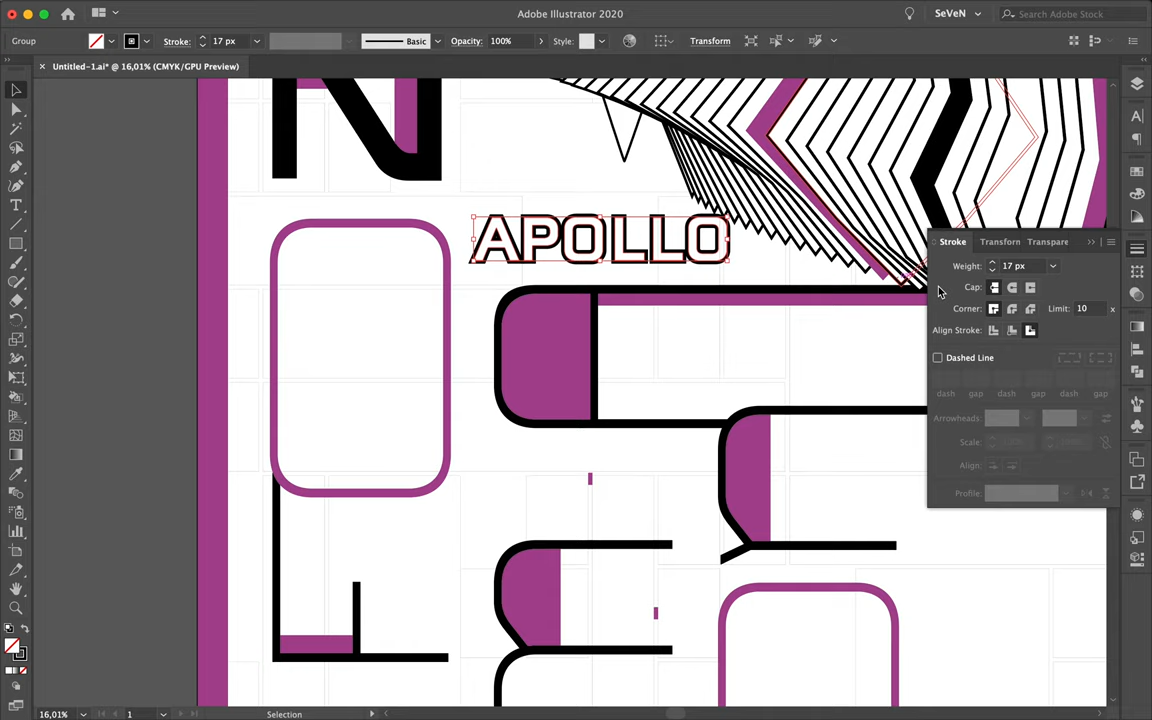 Adobe Illustrator 2020
SeVeN
Search Adobe Stock
Group
Stroke:
17 px
Basic
Opacity:
100%
Style:
Transform
Untitled-1.ai* @ 16,01% (CMYK/GPU Preview)
APOLLO
Stroke
Transform
Transpare
Weight:
17 px
Cap:
Corner:
Limit:
10
x
Align Stroke:
Dashed Line
dash gap dash gap dash gap
Arrowheads:
Scale:
Align:
Profile:
16,01%
1
Selection